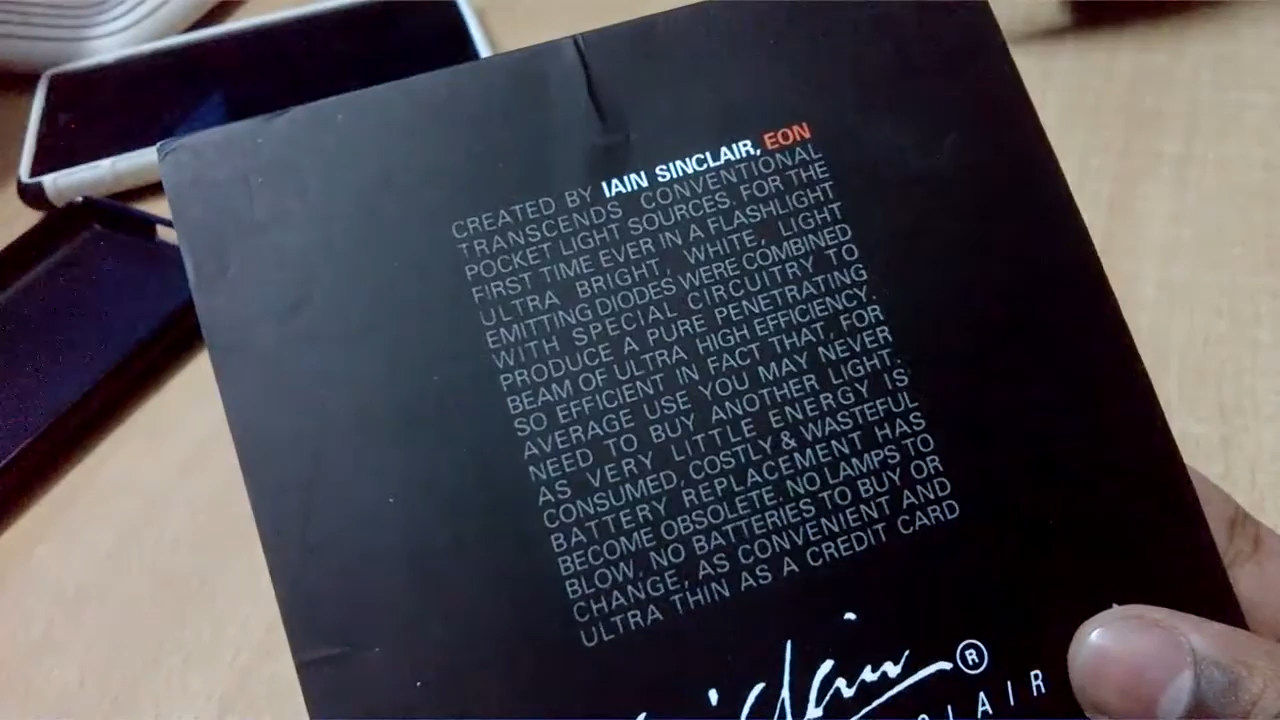 CREATED BY IAIN SINCLAIR, EON
TRANSCENDS CONVENTIONAL
POCKET LIGHT SOURCES. FOR THE
FIRST TIME EVER IN A FLASHLIGHT
ULTRA BRIGHT, WHITE, LIGHT
EMITTING DIODES WERE COMBINED
WITH SPECIAL CIRCUITRY TO
PRODUCE A PURE PENETRATING
BEAM OF ULTRA HIGH EFFICIENCY.
SO EFFICIENT IN FACT THAT, FOR
AVERAGE USE YOU MAY NEVER
NEED TO BUY ANOTHER LIGHT.
AS VERY LITTLE ENERGY IS
CONSUMED, COSTLY & WASTEFUL
BATTERY REPLACEMENT HAS
BECOME OBSOLETE. NO LAMPS TO
BLOW, NO BATTERIES TO BUY OR
CHANGE, AS CONVENIENT AND
ULTRA THIN AS A CREDIT CARD
®